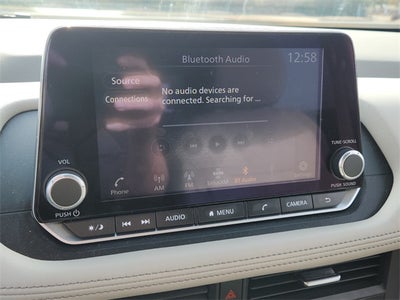 Bluetooth Audio 12:58
Source
Connections
No audio devices are
connected. Searching for ...
VOL
TUNE·SCROLL
Phone
AM
FM
SiriusXM
BT Audio
PUSH
PUSH SOUND
AUDIO
MENU
CAMERA